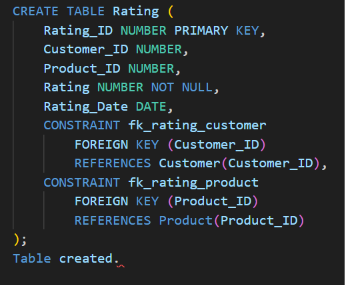 CREATE TABLE Rating (
    Rating_ID NUMBER PRIMARY KEY,
    Customer_ID NUMBER,
    Product_ID NUMBER,
    Rating NUMBER NOT NULL,
    Rating_Date DATE,
    CONSTRAINT fk_rating_customer
        FOREIGN KEY (Customer_ID)
        REFERENCES Customer(Customer_ID),
    CONSTRAINT fk_rating_product
        FOREIGN KEY (Product_ID)
        REFERENCES Product(Product_ID)
);
Table created.